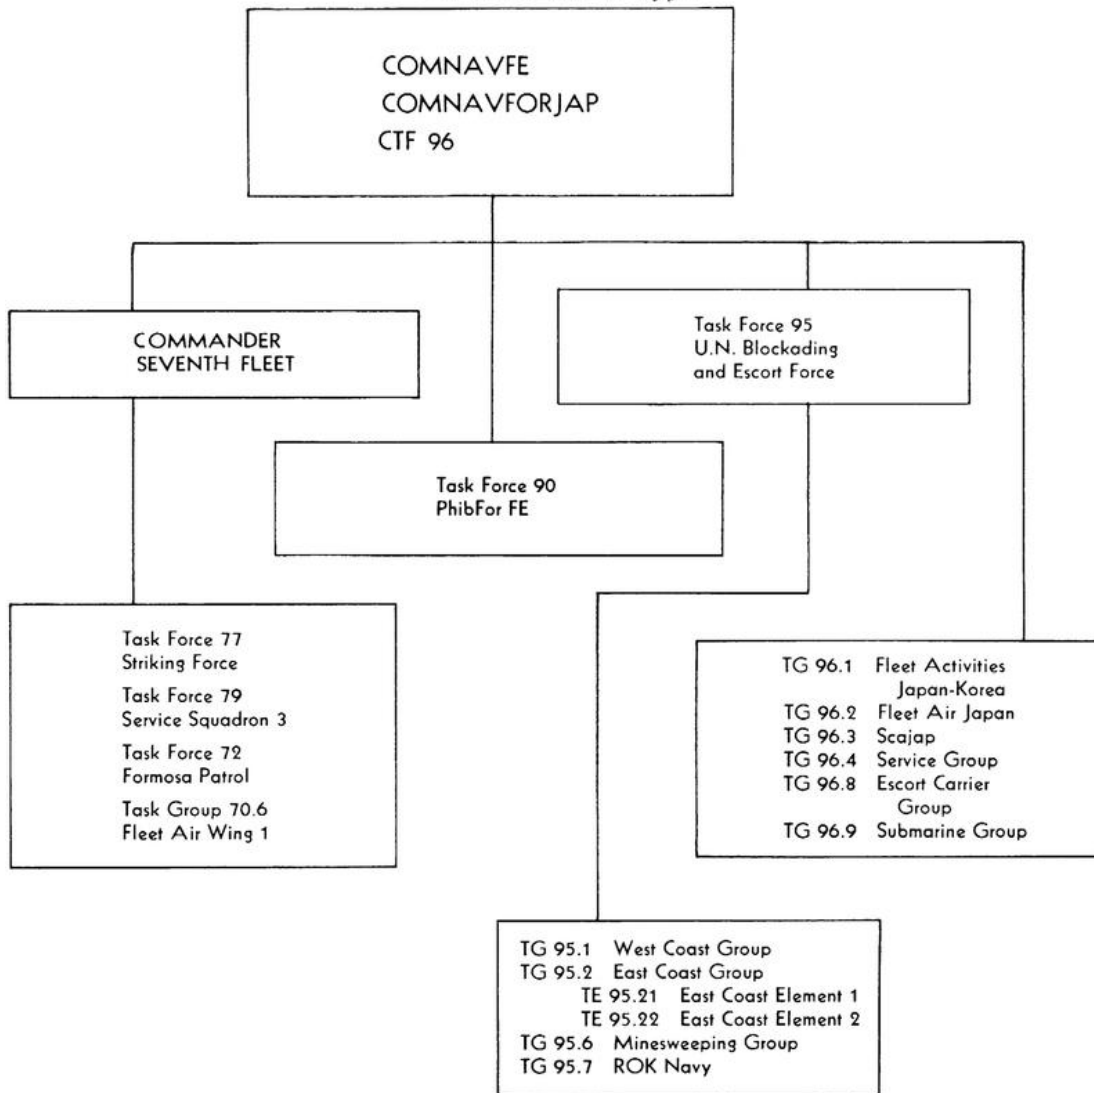 COMNAVFE
COMNAVFORJAP
CTF 96
COMMANDER
SEVENTH FLEET
Task Force 95
U.N. Blockading
and Escort Force
Task Force 90
PhibFor FE
Task Force 77
Striking Force
Task Force 79
Service Squadron 3
Task Force 72
Formosa Patrol
Task Group 70.6
Fleet Air Wing 1
TG 96.1 Fleet Activities
Japan-Korea
TG 96.2 Fleet Air Japan
TG 96.3 Scajap
TG 96.4 Service Group
TG 96.8 Escort Carrier
Group
TG 96.9 Submarine Group
TG 95.1 West Coast Group
TG 95.2 East Coast Group
TE 95.21 East Coast Element 1
TE 95.22 East Coast Element 2
TG 95.6 Minesweeping Group
TG 95.7 ROK Navy